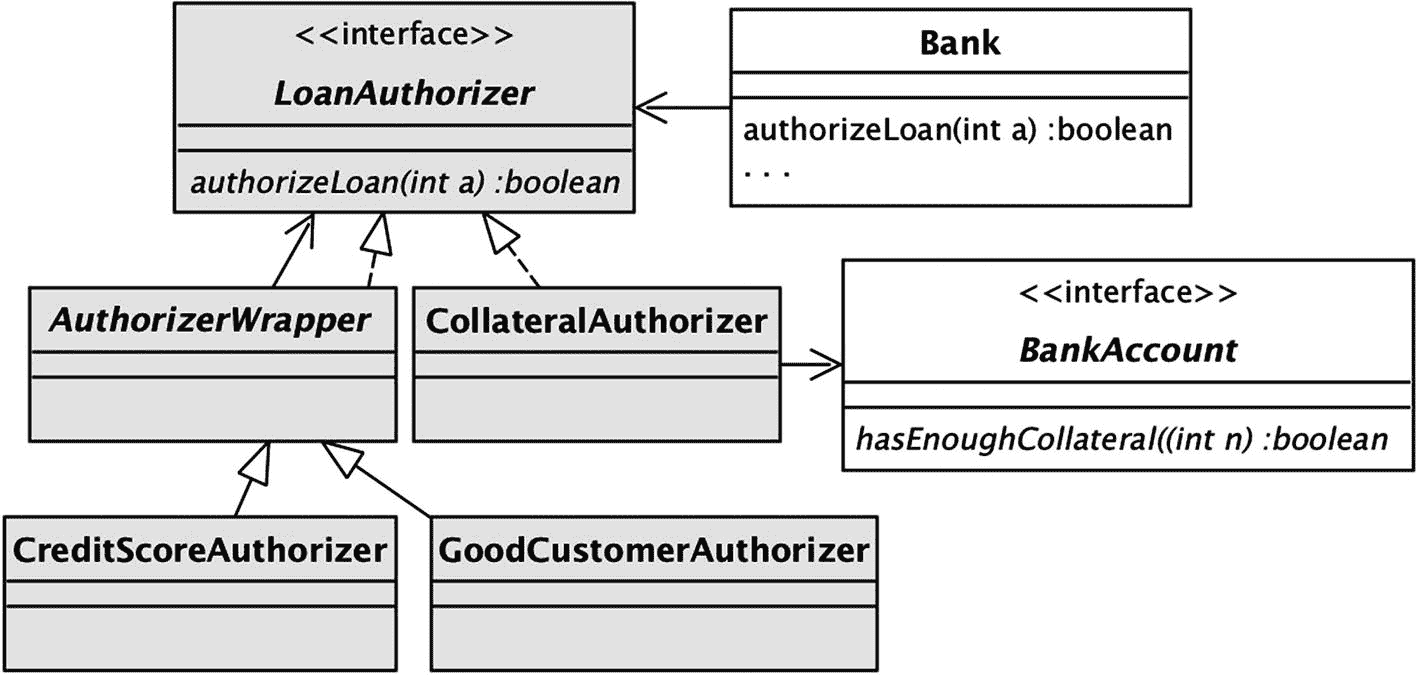 <<interface>>
LoanAuthorizer
authorizeLoan(int a) :boolean
Bank
authorizeLoan(int a) :boolean
. . .
AuthorizerWrapper
CollateralAuthorizer
<<interface>>
BankAccount
hasEnoughCollateral((int n) :boolean
CreditScoreAuthorizer
GoodCustomerAuthorizer